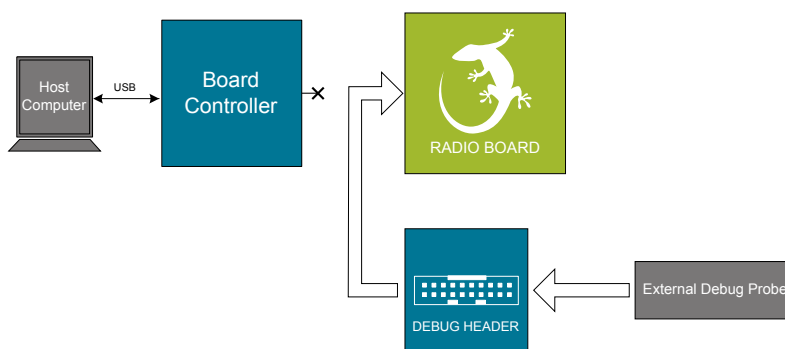 Host
Computer
USB
Board
Controller
RADIO BOARD
DEBUG HEADER
External Debug Probe